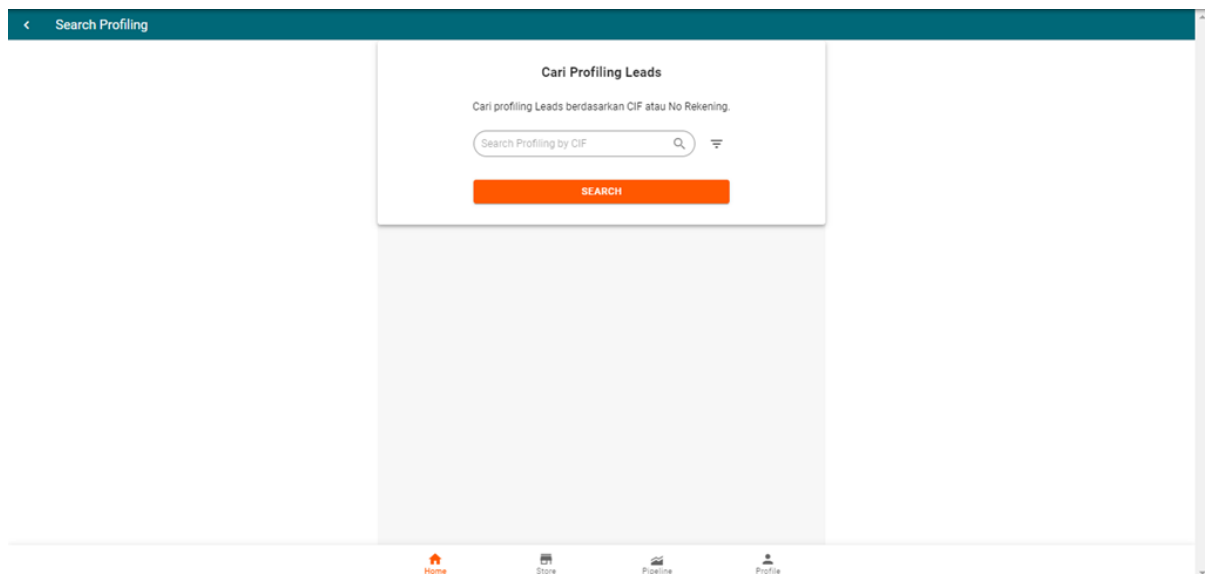 Search Profiling
Cari Profiling Leads
Cari profiling Leads berdasarkan CIF atau No Rekening.
Search Profiling by CIF
SEARCH
Home
Store
Pipeline
Profile